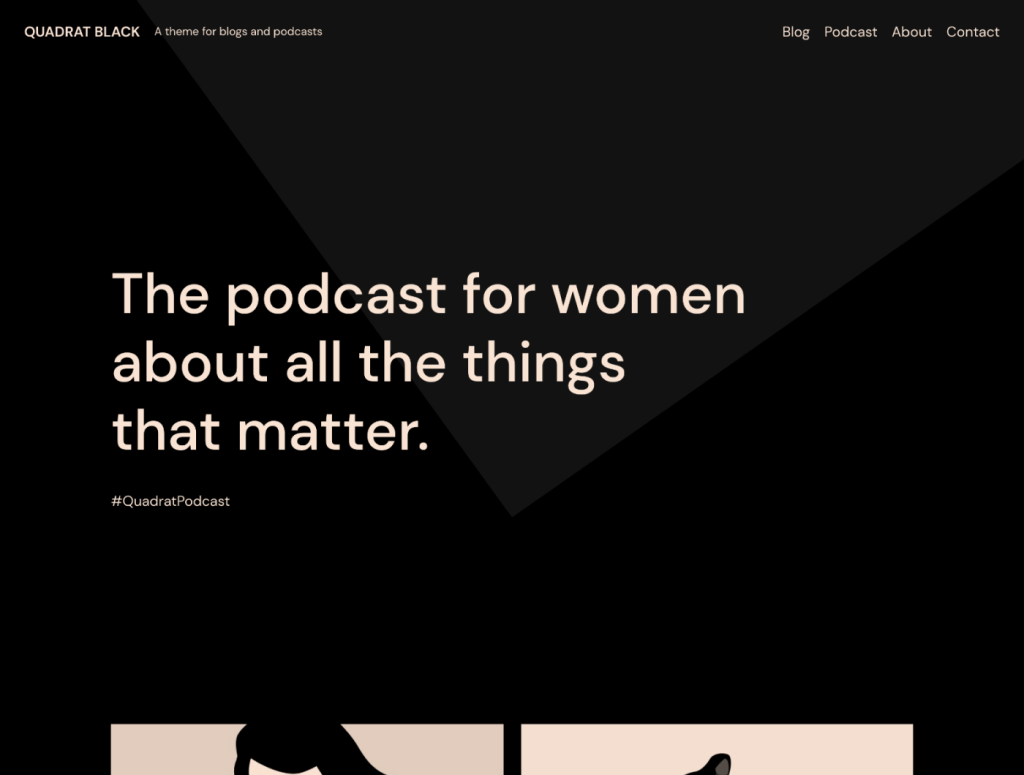 QUADRAT BLACK A theme for blogs and podcasts
Blog Podcast About Contact
The podcast for women
about all the things
that matter.
#QuadratPodcast